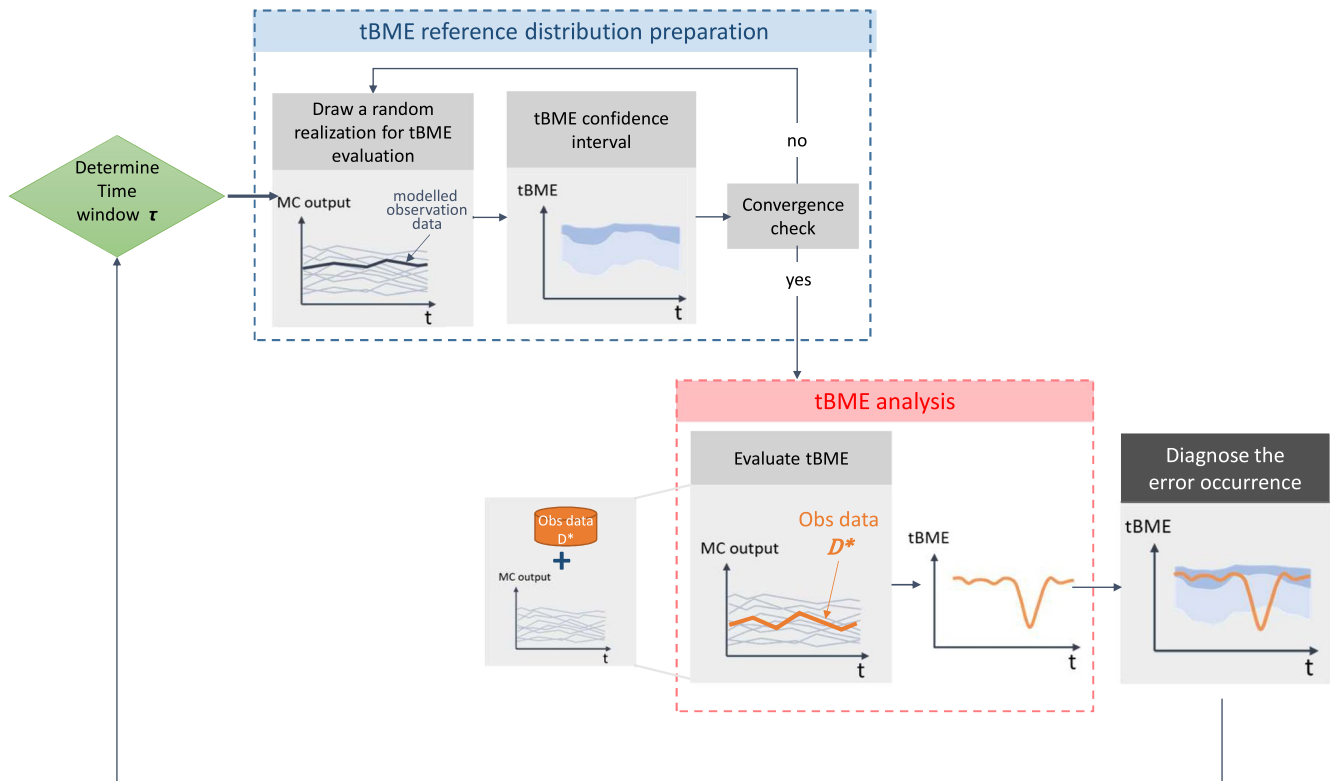 tBME reference distribution preparation
Draw a random
realization for tBME
evaluation
tBME confidence
interval
no
Determine
Time
window τ
MC output
modelled
observation
data
t
tBME
t
Convergence
check
yes
tBME analysis
Evaluate tBME
Diagnose the
error occurrence
Obs data
D*
+
MC output
t
Obs data
D*
MC output
t
tBME
t
tBME
t